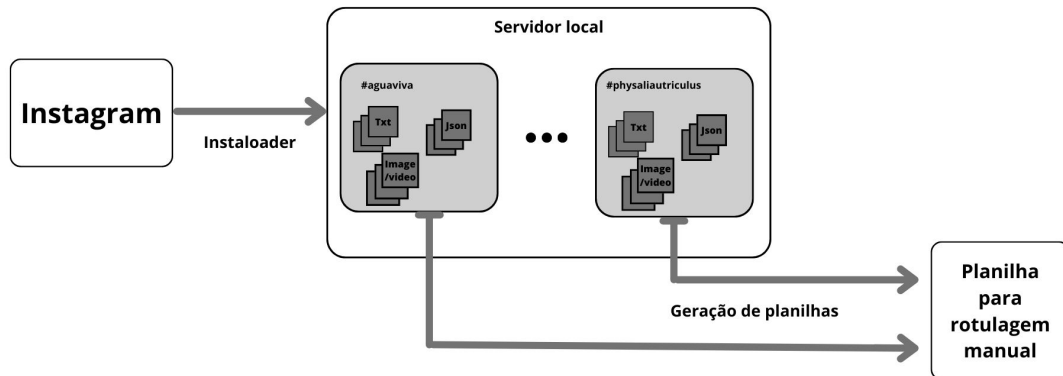 Servidor local
Instagram
Instaloader
#aguaviva
Txt
Json
Image
/video
#physaliautriculus
Txt
Json
Image
/video
Geração de planilhas
Planilha
para
rotulagem
manual